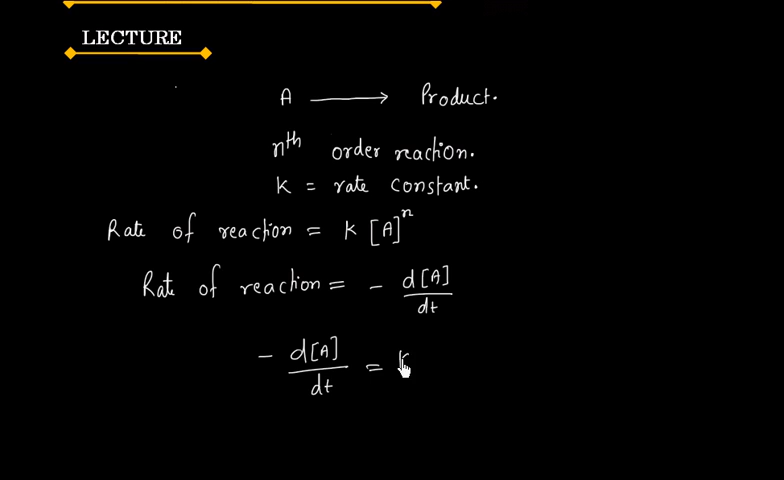 LECTURE
A ⟶ Product.
nᵗʰ order reaction.
K = rate constant.
Rate of reaction = K [A]ⁿ
Rate of reaction = - d[A]/dt
- d[A]/dt = K